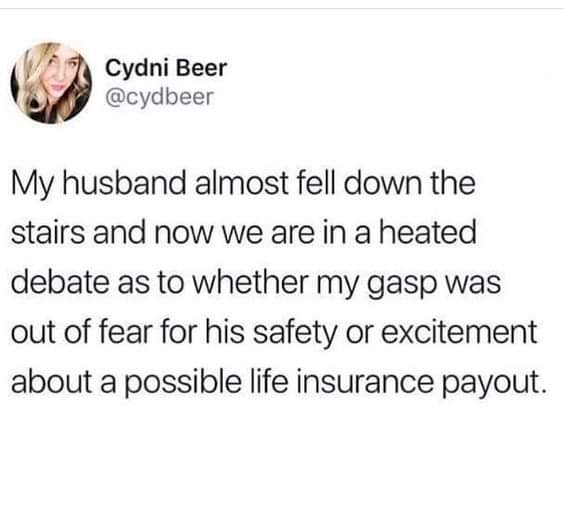 Cydni Beer
@cydbeer
My husband almost fell down the
stairs and now we are in a heated
debate as to whether my gasp was
out of fear for his safety or excitement
about a possible life insurance payout.